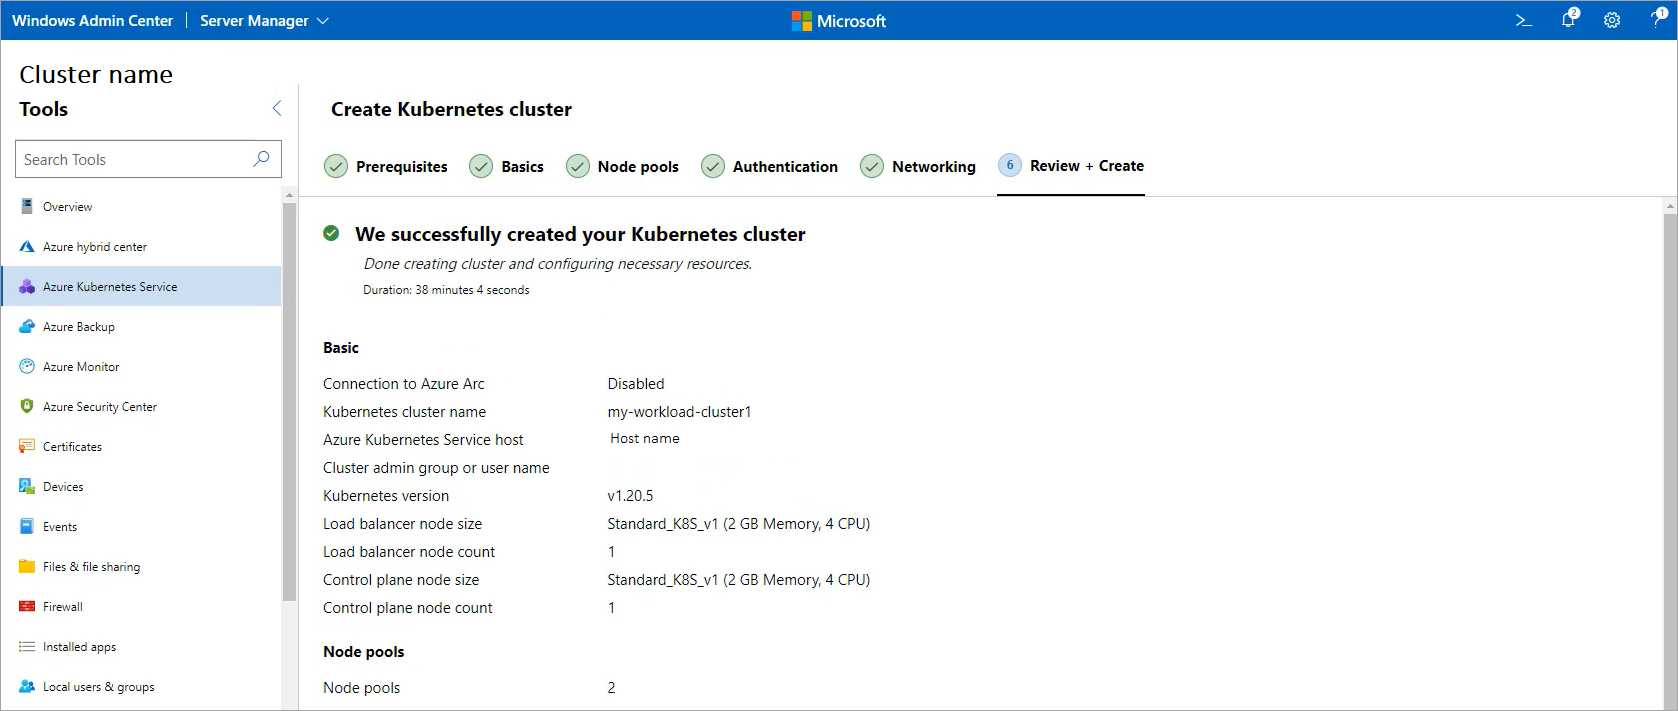 Windows Admin Center | Server Manager
Microsoft
2
1
Cluster name
Tools
Search Tools
Overview
Azure hybrid center
Azure Kubernetes Service
Azure Backup
Azure Monitor
Azure Security Center
Certificates
Devices
Events
Files & file sharing
Firewall
Installed apps
Local users & groups
Create Kubernetes cluster
Prerequisites Basics Node pools Authentication Networking 6 Review + Create
We successfully created your Kubernetes cluster
Done creating cluster and configuring necessary resources.
Duration: 38 minutes 4 seconds
Basic
Connection to Azure Arc Disabled
Kubernetes cluster name my-workload-cluster1
Azure Kubernetes Service host Host name
Cluster admin group or user name
Kubernetes version v1.20.5
Load balancer node size Standard_K8S_v1 (2 GB Memory, 4 CPU)
Load balancer node count 1
Control plane node size Standard_K8S_v1 (2 GB Memory, 4 CPU)
Control plane node count 1
Node pools
Node pools 2